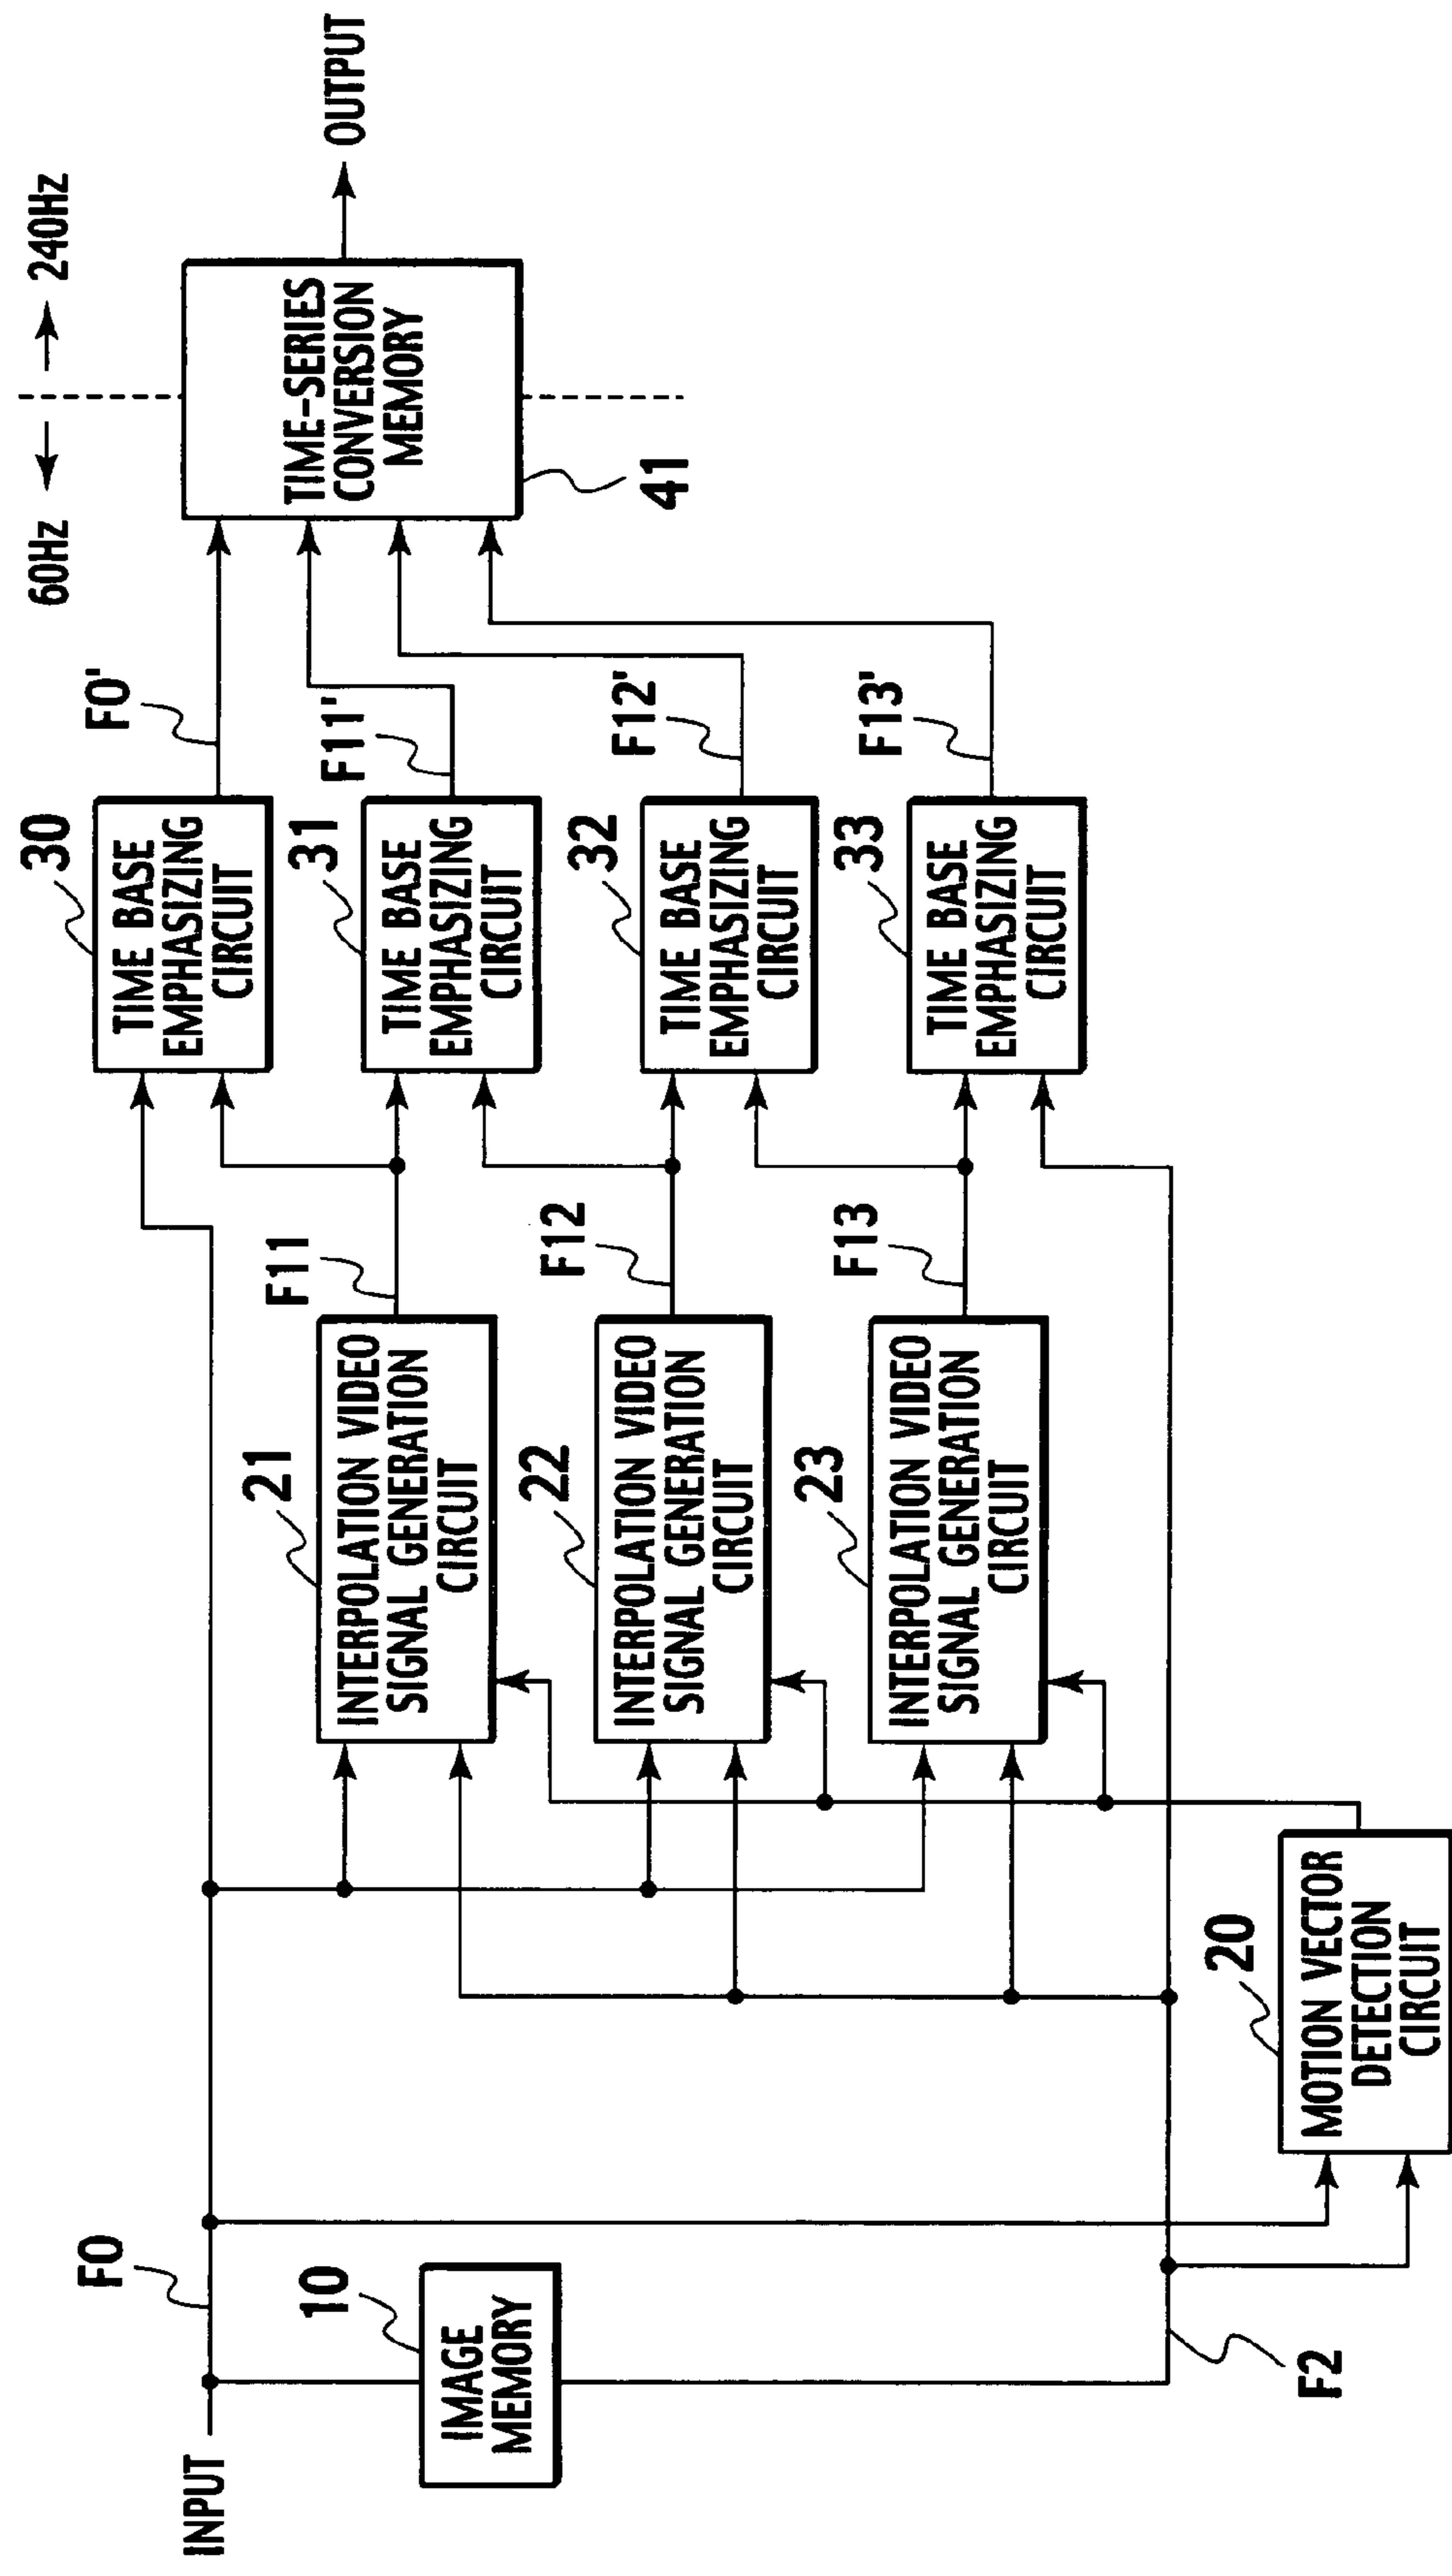 60Hz
240Hz
INPUT
F0
10
IMAGE
MEMORY
F2
20
MOTION VECTOR
DETECTION
CIRCUIT
21
INTERPOLATION VIDEO
SIGNAL GENERATION
CIRCUIT
F11
22
INTERPOLATION VIDEO
SIGNAL GENERATION
CIRCUIT
F12
23
INTERPOLATION VIDEO
SIGNAL GENERATION
CIRCUIT
F13
30
TIME BASE
EMPHASIZING
CIRCUIT
F0'
31
TIME BASE
EMPHASIZING
CIRCUIT
F11'
32
TIME BASE
EMPHASIZING
CIRCUIT
F12'
33
TIME BASE
EMPHASIZING
CIRCUIT
F13'
TIME-SERIES
CONVERSION
MEMORY
41
OUTPUT